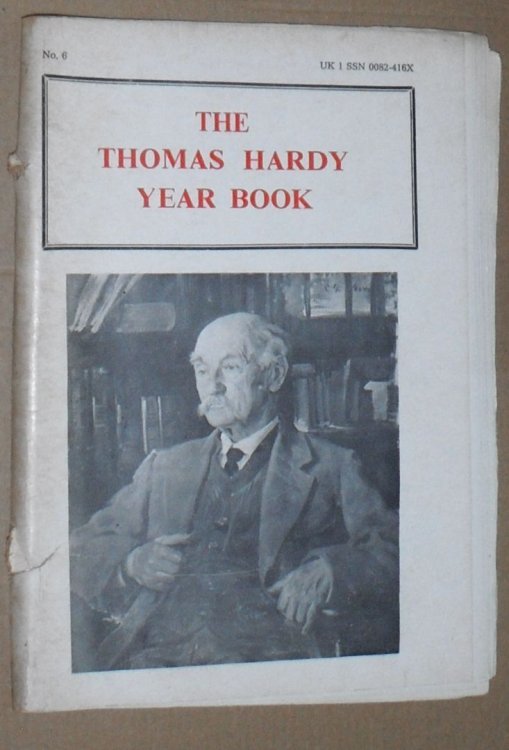 No. 6
UK 1 SSN 0082-416X
THE
THOMAS HARDY
YEAR BOOK